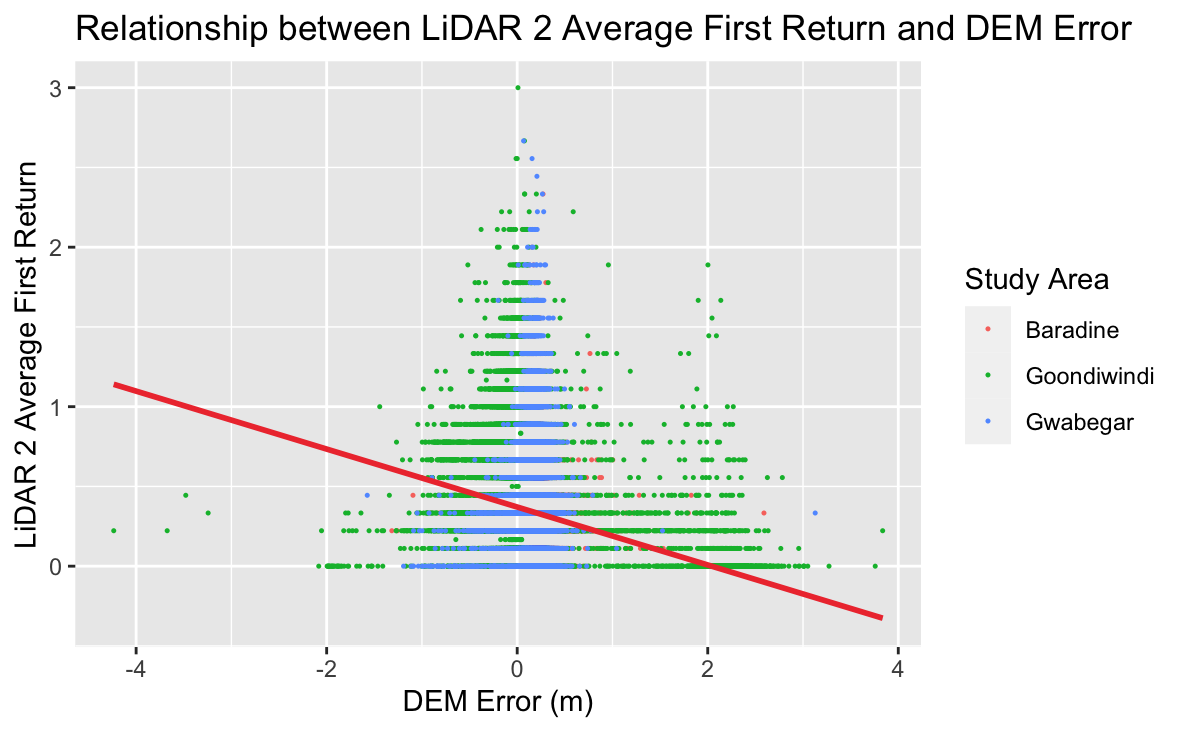 Relationship between LiDAR 2 Average First Return and DEM Error
3
2
1
0
LiDAR 2 Average First Return
-4 -2 0 2 4
DEM Error (m)
Study Area
Baradine
Goondiwindi
Gwabegar